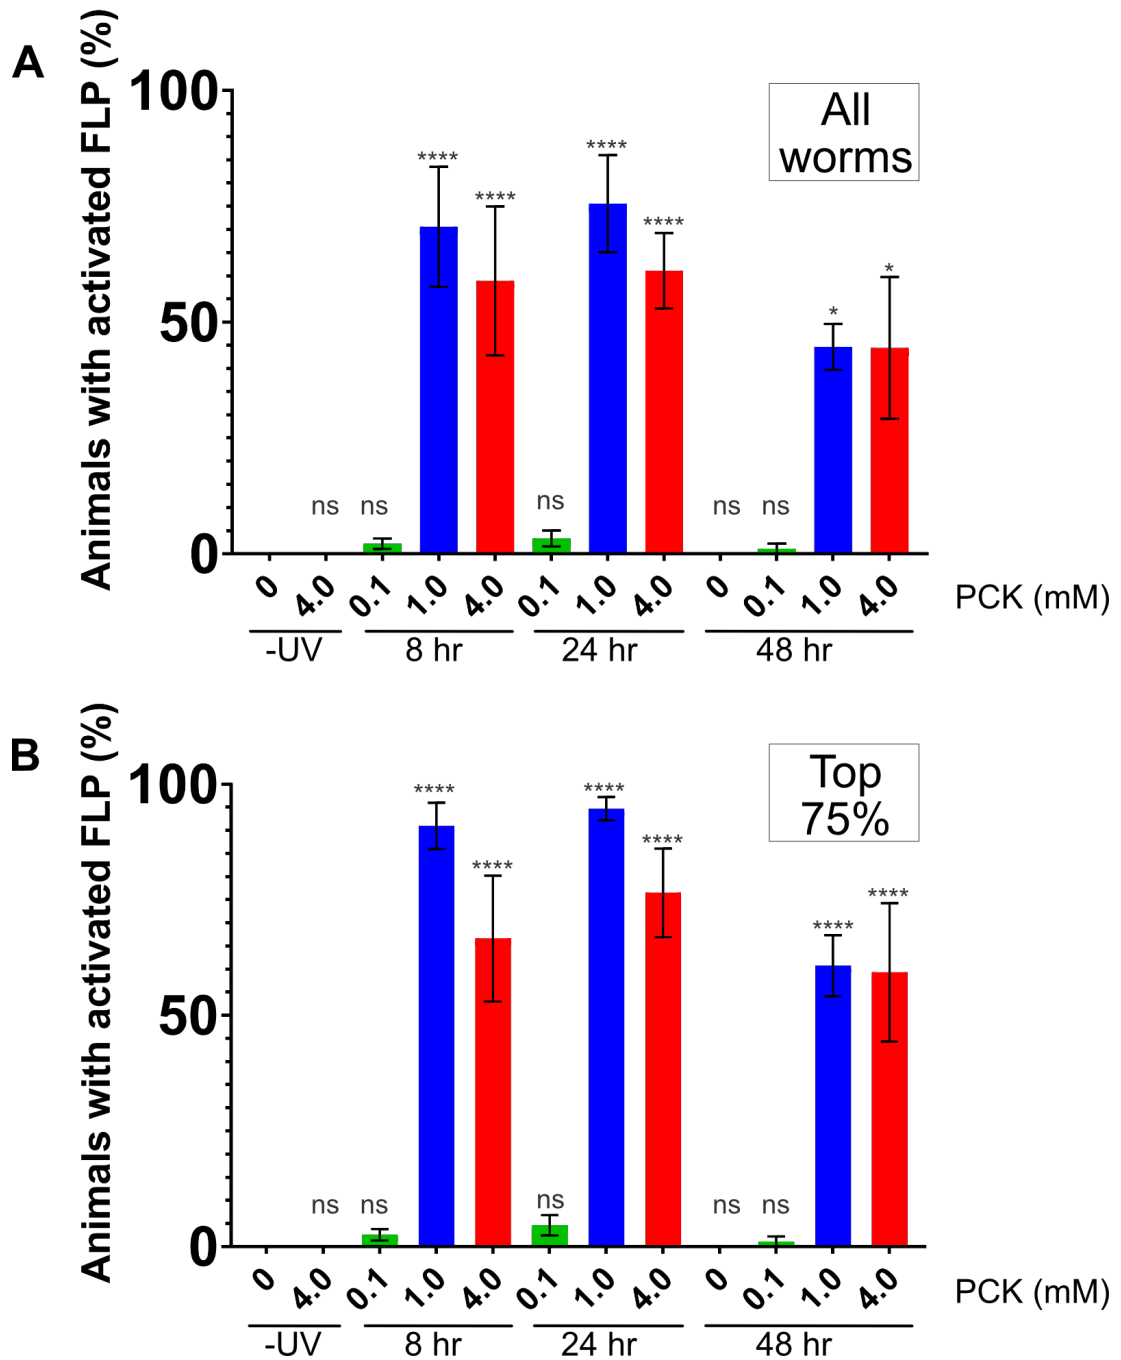 A
Animals with activated FLP (%)
100
50
0
All
worms
**** **** **** **** * *
ns ns ns ns ns
0 4.0 0.1 1.0 4.0 0.1 1.0 4.0 0 0.1 1.0 4.0
PCK (mM)
-UV 8 hr 24 hr 48 hr
B
Animals with activated FLP (%)
100
50
0
Top
75%
**** **** **** **** **** ****
ns ns ns ns ns
0 4.0 0.1 1.0 4.0 0.1 1.0 4.0 0 0.1 1.0 4.0
PCK (mM)
-UV 8 hr 24 hr 48 hr